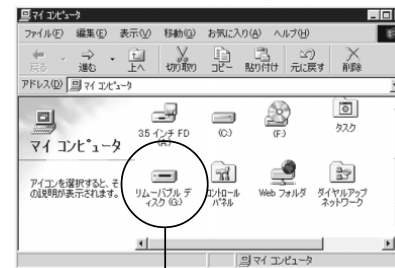 マイ コンピュータ
ファイル(F) 編集(E) 表示(V) 移動(G) お気に入り(A) ヘルプ(H)
戻る 進む 上へ 切り取り コピー 貼り付け 元に戻す 削除
アドレス(D) マイ コンピュータ
マイ コンピュータ
アイコンを選択すると、そ
の説明が表示されます。
3.5 インチ FD
(A:)
(C:)
(F:)
タスク
リムーバブル デ
ィスク (G:)
コントロール
パネル
Web フォルダ
ダイヤルアップ
ネットワーク
マイ コンピュータ